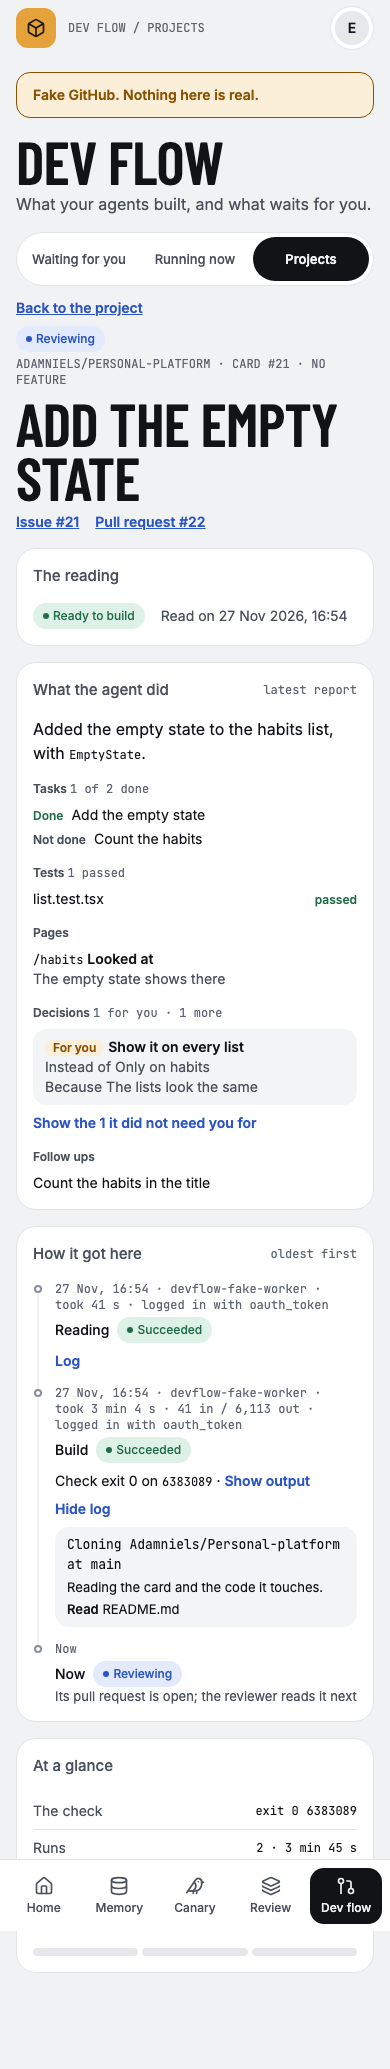 DEV FLOW / PROJECTS
E
Fake GitHub. Nothing here is real.
DEV FLOW
What your agents built, and what waits for you.
Waiting for you
Running now
Projects
Back to the project
Reviewing
ADAMNIELS/PERSONAL-PLATFORM · CARD #21 · NO
FEATURE
ADD THE EMPTY
STATE
Issue #21 Pull request #22
The reading
Ready to build Read on 27 Nov 2026, 16:54
What the agent did latest report
Added the empty state to the habits list,
with EmptyState.
Tasks 1 of 2 done
Done Add the empty state
Not done Count the habits
Tests 1 passed
list.test.tsx passed
Pages
/habits Looked at
The empty state shows there
Decisions 1 for you · 1 more
For you Show it on every list
Instead of Only on habits
Because The lists look the same
Show the 1 it did not need you for
Follow ups
Count the habits in the title
How it got here oldest first
27 Nov, 16:54 · devflow-fake-worker ·
took 41 s · logged in with oauth_token
Reading Succeeded
Log
27 Nov, 16:54 · devflow-fake-worker ·
took 3 min 4 s · 41 in / 6,113 out ·
logged in with oauth_token
Build Succeeded
Check exit 0 on 6383089 · Show output
Hide log
Cloning Adamniels/Personal-platform
at main
Reading the card and the code it touches.
Read README.md
Now
Now Reviewing
Its pull request is open; the reviewer reads it next
At a glance
The check exit 0 6383089
Runs 2 · 3 min 45 s
Home
Memory
Canary
Review
Dev flow